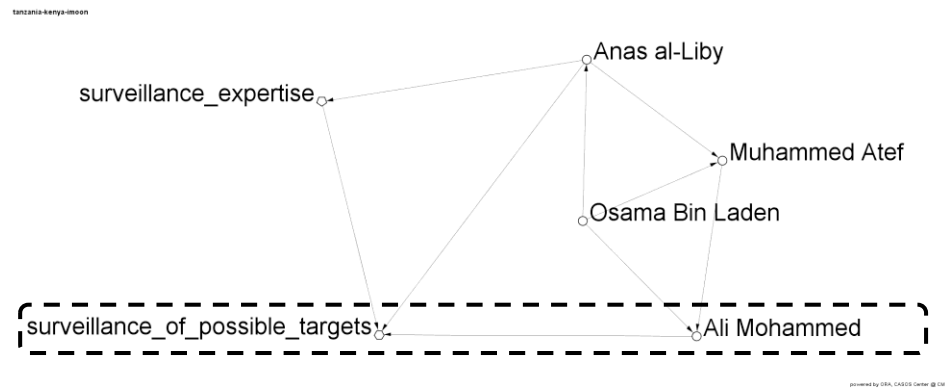 tanzania-kenya-imoon
Anas al-Liby
surveillance_expertise
Muhammed Atef
Osama Bin Laden
surveillance_of_possible_targets
Ali Mohammed
powered by ORA, CASOS Center @